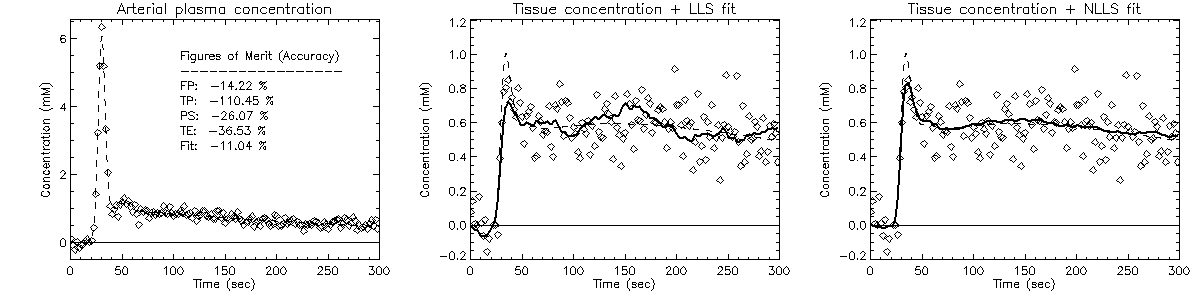 Arterial plasma concentration
Concentration (mM)
6
4
2
0
Figures of Merit (Accuracy)
FP: -14.22 %
TP: -110.45 %
PS: -26.07 %
TE: -36.53 %
Fit: -11.04 %
0 50 100 150 200 250 300
Time (sec)
Tissue concentration + LLS fit
Concentration (mM)
1.2
1.0
0.8
0.6
0.4
0.2
0.0
-0.2
0 50 100 150 200 250 300
Time (sec)
Tissue concentration + NLLS fit
Concentration (mM)
1.2
1.0
0.8
0.6
0.4
0.2
0.0
-0.2
0 50 100 150 200 250 300
Time (sec)